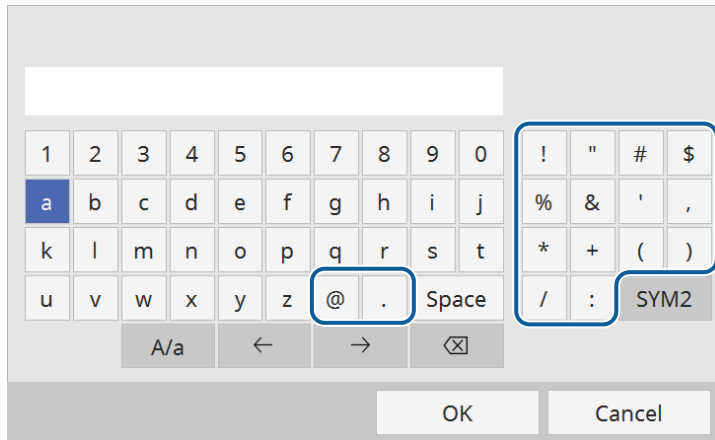 1 2 3 4 5 6 7 8 9 0 ! " # $
a b c d e f g h i j % & ' ,
k l m n o p q r s t * + ( )
u v w x y z @ . Space / : SYM2
A/a ← → ⌫
OK Cancel